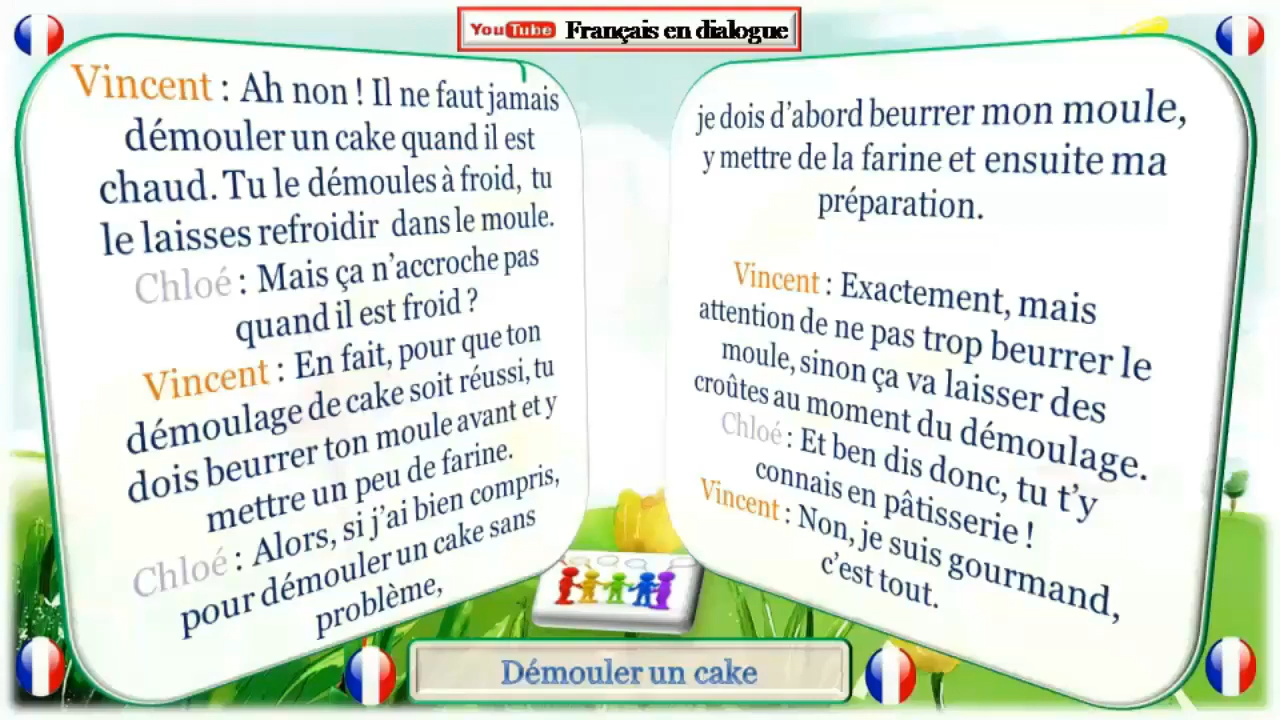 YouTube Français en dialogue
Vincent : Ah non ! Il ne faut jamais
démouler un cake quand il est
chaud. Tu le démoules à froid, tu
le laisses refroidir dans le moule.
Chloé : Mais ça n’accroche pas
quand il est froid ?
Vincent : En fait, pour que ton
démoulage de cake soit réussi, tu
dois beurrer ton moule avant et y
mettre un peu de farine.
Chloé : Alors, si j’ai bien compris,
pour démouler un cake sans
problème,
je dois d’abord beurrer mon moule,
y mettre de la farine et ensuite ma
préparation.
Vincent : Exactement, mais
attention de ne pas trop beurrer le
moule, sinon ça va laisser des
croûtes au moment du démoulage.
Chloé : Et ben dis donc, tu t’y
connais en pâtisserie !
Vincent : Non, je suis gourmand,
c’est tout.
Démouler un cake